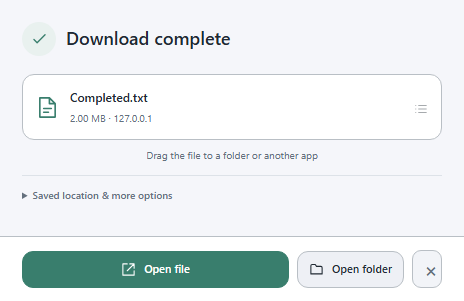 Download complete
Completed.txt
2.00 MB · 127.0.0.1
Drag the file to a folder or another app
Saved location & more options
Open file
Open folder